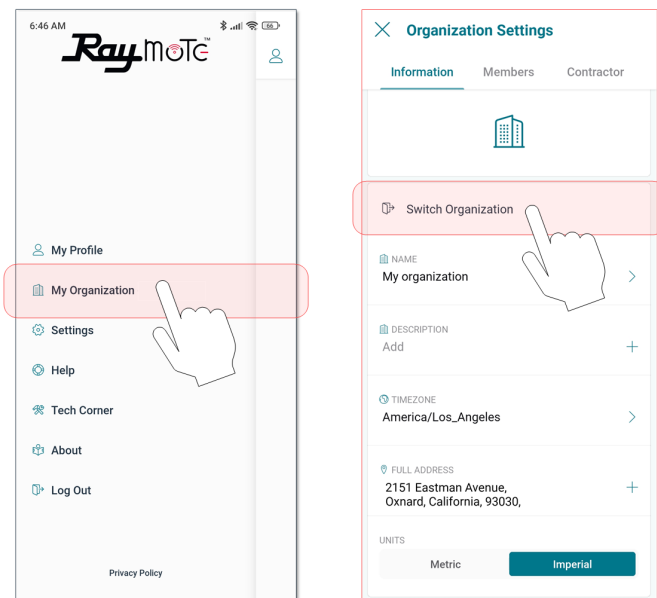 6:46 AM
66
RayMOTE™
My Profile
My Organization
Settings
Help
Tech Corner
About
Log Out
Privacy Policy
Organization Settings
Information Members Contractor
Switch Organization
NAME
My organization
DESCRIPTION
Add
TIMEZONE
America/Los_Angeles
FULL ADDRESS
2151 Eastman Avenue,
Oxnard, California, 93030,
UNITS
Metric Imperial